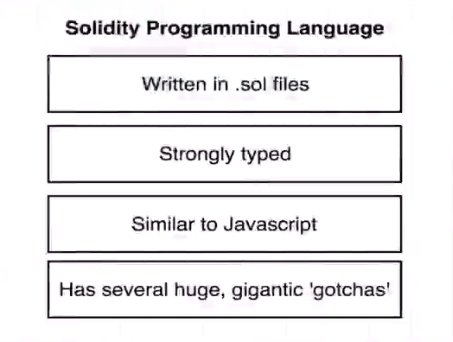 Solidity Programming Language
Written in .sol files
Strongly typed
Similar to Javascript
Has several huge, gigantic 'gotchas'